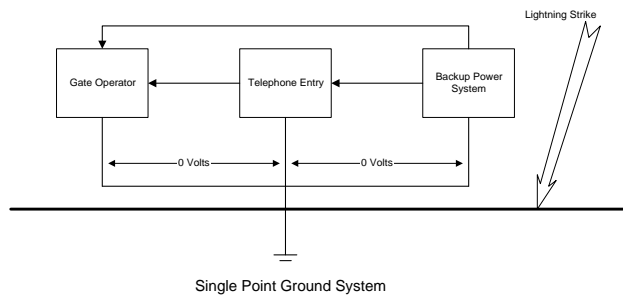 Lightning Strike
Gate Operator
Telephone Entry
Backup Power
System
0 Volts
0 Volts
Single Point Ground System